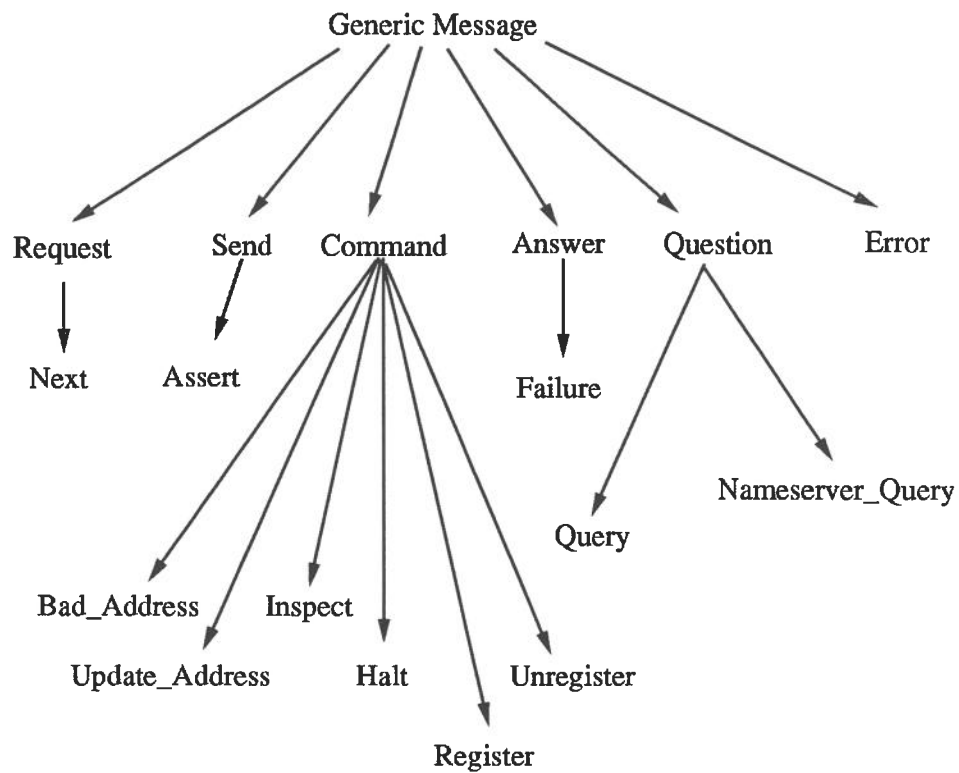 Generic Message
Request
Send
Command
Answer
Question
Error
Next
Assert
Failure
Nameserver_Query
Query
Bad_Address
Inspect
Update_Address
Halt
Unregister
Register